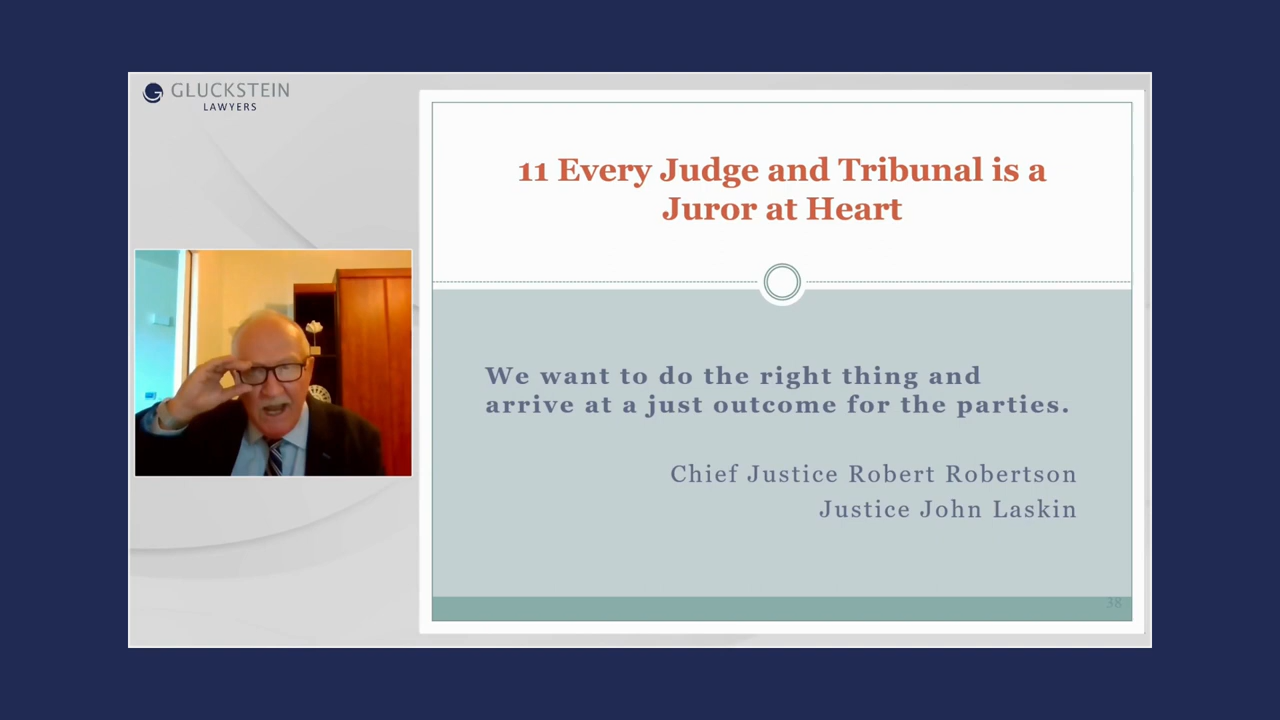 GLUCKSTEIN
LAWYERS
11 Every Judge and Tribunal is a
Juror at Heart
We want to do the right thing and
arrive at a just outcome for the parties.
Chief Justice Robert Robertson
Justice John Laskin
38